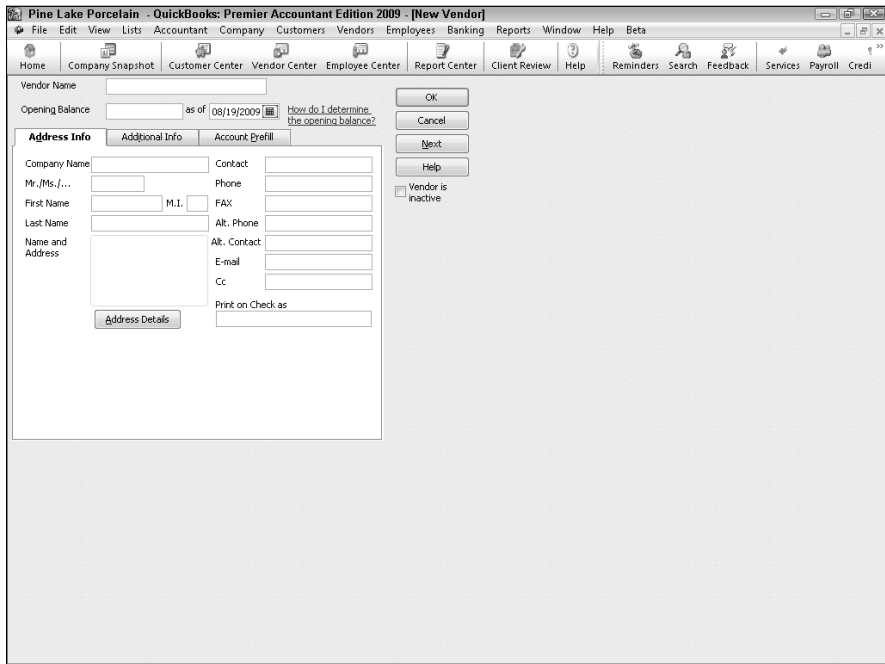 Pine Lake Porcelain - QuickBooks: Premier Accountant Edition 2009 - [New Vendor]
File Edit View Lists Accountant Company Customers Vendors Employees Banking Reports Window Help Beta
Home Company Snapshot Customer Center Vendor Center Employee Center Report Center Client Review Help Reminders Search Feedback Services Payroll Credi
Vendor Name
Opening Balance as of 08/19/2009 How do I determine
the opening balance?
OK
Cancel
Next
Help
Vendor is
inactive
Address Info Additional Info Account Prefill
Company Name Contact
Mr./Ms./... Phone
First Name M.I. FAX
Last Name Alt. Phone
Name and
Address
Alt. Contact
E-mail
Cc
Address Details
Print on Check as